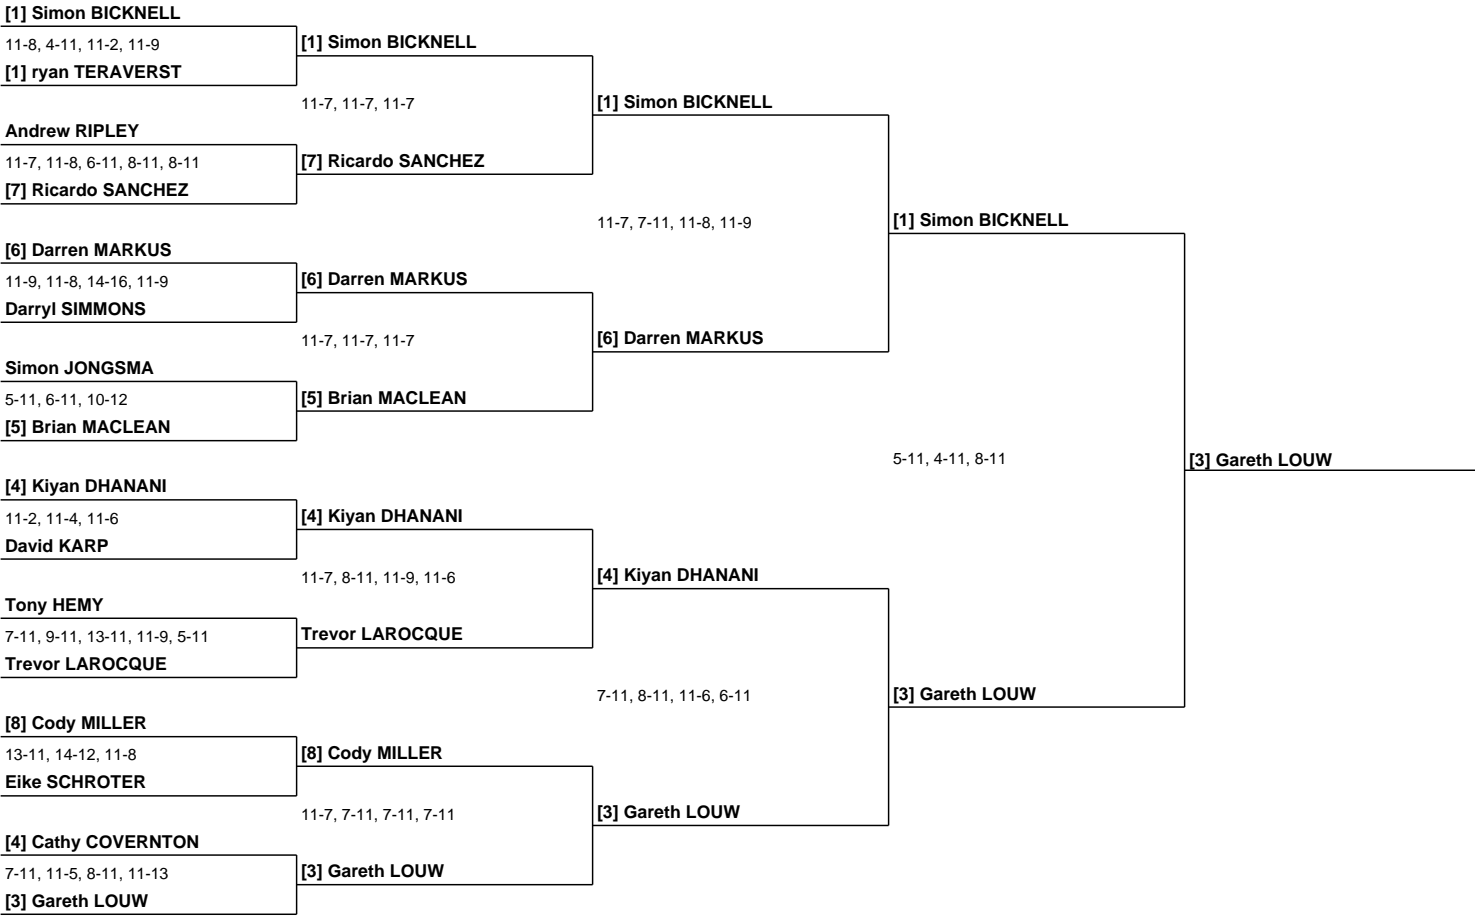 [1] Simon BICKNELL
11-8, 4-11, 11-2, 11-9
[1] ryan TERAVERST
Andrew RIPLEY
11-7, 11-8, 6-11, 8-11, 8-11
[7] Ricardo SANCHEZ
[6] Darren MARKUS
11-9, 11-8, 14-16, 11-9
Darryl SIMMONS
Simon JONGSMA
5-11, 6-11, 10-12
[5] Brian MACLEAN
[4] Kiyan DHANANI
11-2, 11-4, 11-6
David KARP
Tony HEMY
7-11, 9-11, 13-11, 11-9, 5-11
Trevor LAROCQUE
[8] Cody MILLER
13-11, 14-12, 11-8
Eike SCHROTER
[4] Cathy COVERNTON
7-11, 11-5, 8-11, 11-13
[3] Gareth LOUW
[1] Simon BICKNELL
11-7, 11-7, 11-7
[7] Ricardo SANCHEZ
[6] Darren MARKUS
11-7, 11-7, 11-7
[5] Brian MACLEAN
[4] Kiyan DHANANI
11-7, 8-11, 11-9, 11-6
Trevor LAROCQUE
[8] Cody MILLER
11-7, 7-11, 7-11, 7-11
[3] Gareth LOUW
[1] Simon BICKNELL
11-7, 7-11, 11-8, 11-9
[6] Darren MARKUS
[4] Kiyan DHANANI
7-11, 8-11, 11-6, 6-11
[3] Gareth LOUW
[1] Simon BICKNELL
5-11, 4-11, 8-11
[3] Gareth LOUW
[3] Gareth LOUW